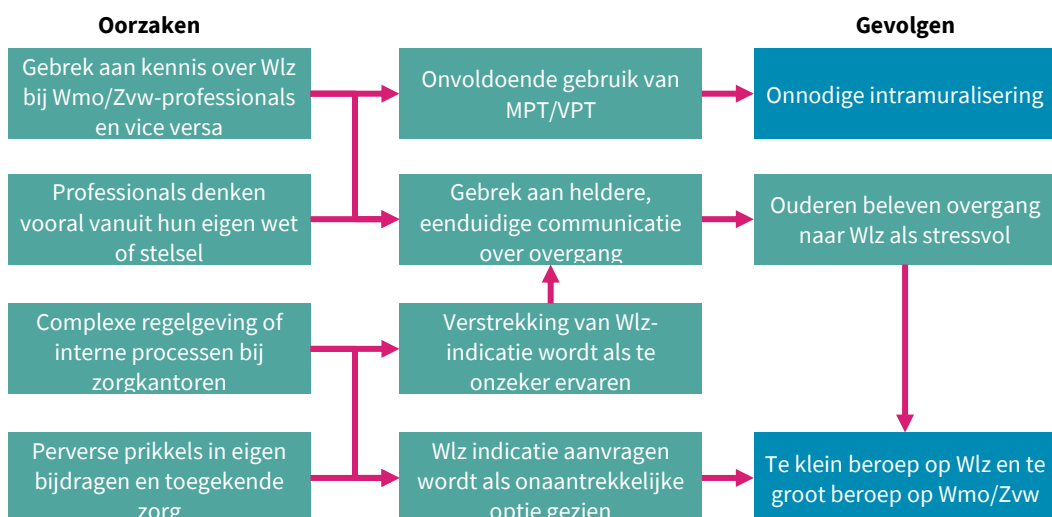 Oorzaken
Gevolgen
Gebrek aan kennis over Wlz
bij Wmo/Zvw-professionals
en vice versa
Onvoldoende gebruik van
MPT/VPT
Onnodige intramuralisering
Professionals denken
vooral vanuit hun eigen wet
of stelsel
Gebrek aan heldere,
eenduidige communicatie
over overgang
Ouderen beleven overgang
naar Wlz als stressvol
Complexe regelgeving of
interne processen bij
zorgkantoren
Verstrekking van Wlz-
indicatie wordt als te
onzeker ervaren
Perverse prikkels in eigen
bijdragen en toegekende
zorg
Wlz indicatie aanvragen
wordt als onaantrekkelijke
optie gezien
Te klein beroep op Wlz en te
groot beroep op Wmo/Zvw